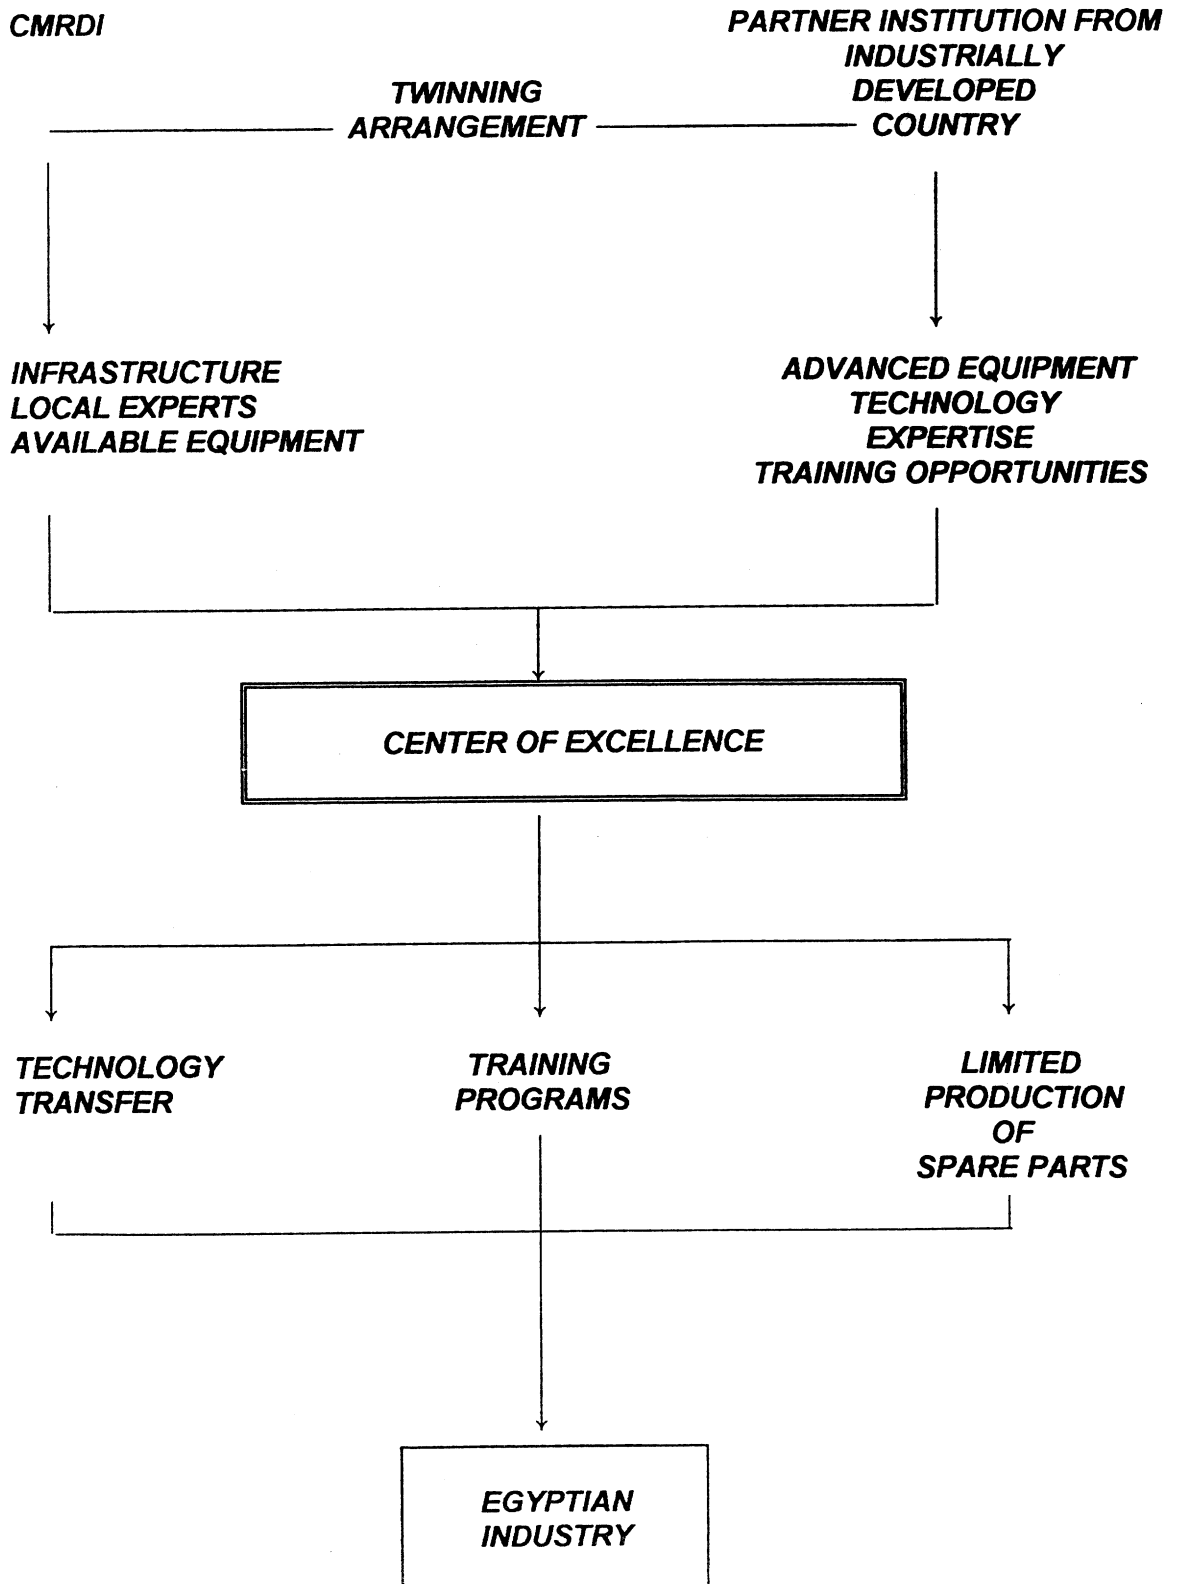 CMRDI
PARTNER INSTITUTION FROM
INDUSTRIALLY
DEVELOPED
COUNTRY
TWINNING
ARRANGEMENT
INFRASTRUCTURE
LOCAL EXPERTS
AVAILABLE EQUIPMENT
ADVANCED EQUIPMENT
TECHNOLOGY
EXPERTISE
TRAINING OPPORTUNITIES
CENTER OF EXCELLENCE
TECHNOLOGY
TRANSFER
TRAINING
PROGRAMS
LIMITED
PRODUCTION
OF
SPARE PARTS
EGYPTIAN
INDUSTRY